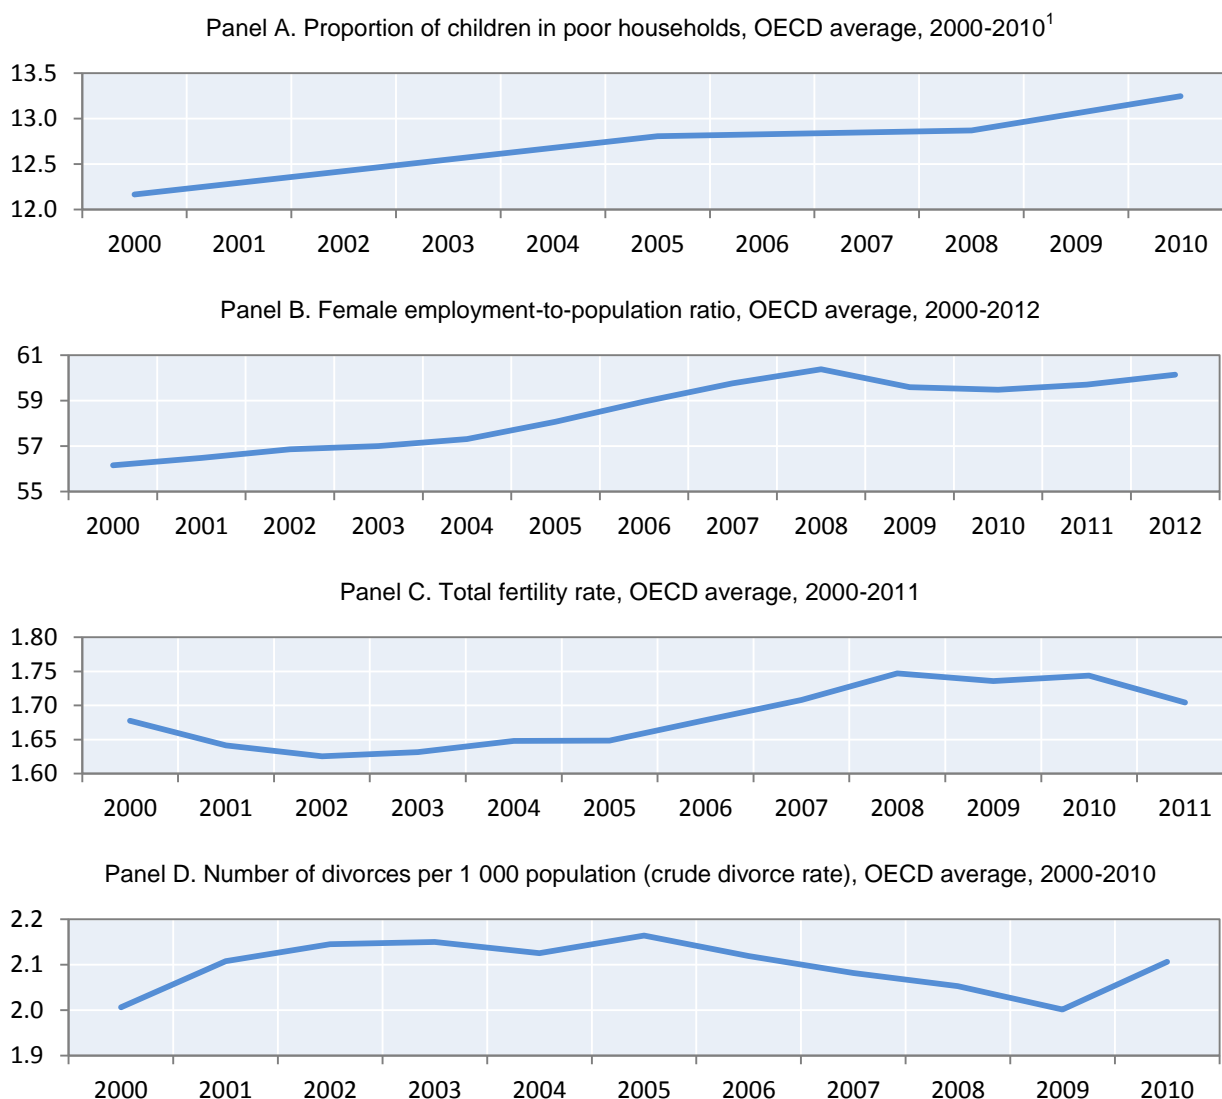 Panel A. Proportion of children in poor households, OECD average, 2000-2010¹
13.5
13.0
12.5
12.0
2000 2001 2002 2003 2004 2005 2006 2007 2008 2009 2010
Panel B. Female employment-to-population ratio, OECD average, 2000-2012
61
59
57
55
2000 2001 2002 2003 2004 2005 2006 2007 2008 2009 2010 2011 2012
Panel C. Total fertility rate, OECD average, 2000-2011
1.80
1.75
1.70
1.65
1.60
2000 2001 2002 2003 2004 2005 2006 2007 2008 2009 2010 2011
Panel D. Number of divorces per 1 000 population (crude divorce rate), OECD average, 2000-2010
2.2
2.1
2.0
1.9
2000 2001 2002 2003 2004 2005 2006 2007 2008 2009 2010